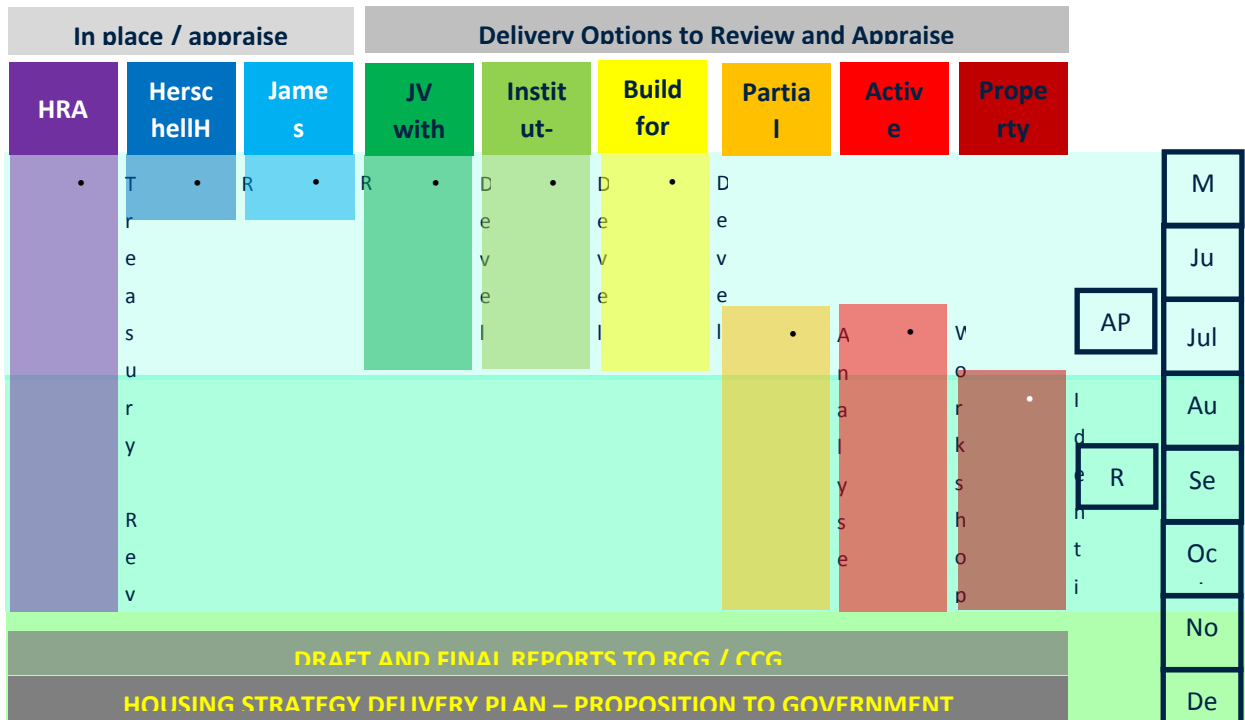 In place / appraise
Delivery Options to Review and Appraise
HRA
Hersc
hellH
Jame
s
JV
with
Instit
ut-
Build
for
Partia
l
Activ
e
Prope
rty
•
T
r
e
a
s
u
r
y
R
e
v
•
R
•
R
•
D
e
v
e
l
•
D
e
v
e
l
•
D
e
v
e
l
•
A
n
a
l
y
s
e
•
W
o
r
k
s
h
o
p
•
I
d
e
n
t
i
AP
R
M
Ju
Jul
Au
Se
Oc
No
De
DRAFT AND FINAL REPORTS TO RCG / CCG
HOUSING STRATEGY DELIVERY PLAN – PROPOSITION TO GOVERNMENT